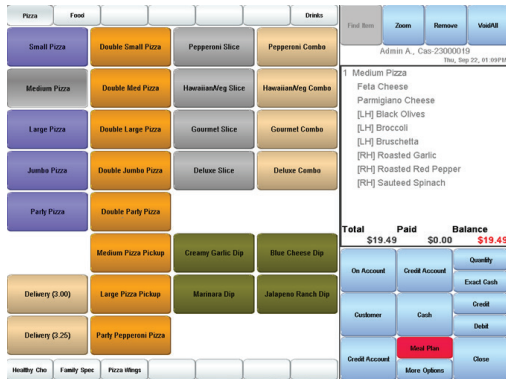 Pizza Food Drinks
Find Item Zoom Remove Void/All
Admin A., Cas-23000019
Thu, Sep 22, 01:09PM
Small Pizza Double Small Pizza Pepperoni Slice Pepperoni Combo
Medium Pizza Double Med Pizza Hawaiian/Veg Slice Hawaiian/Veg Combo
Large Pizza Double Large Pizza Gourmet Slice Gourmet Combo
Jumbo Pizza Double Jumbo Pizza Deluxe Slice Deluxe Combo
Party Pizza Double Party Pizza
Medium Pizza Pickup Creamy Garlic Dip Blue Cheese Dip
Delivery (3.00) Large Pizza Pickup Marinara Dip Jalapeno Ranch Dip
Delivery (3.25) Party Pepperoni Pizza
Healthy Cho Family Spec Pizza Wings
1 Medium Pizza
Feta Cheese
Parmigiano Cheese
[LH] Black Olives
[LH] Broccoli
[LH] Bruschetta
[RH] Roasted Garlic
[RH] Roasted Red Pepper
[RH] Sauteed Spinach
Total Paid Balance
$19.49 $0.00 $19.49
On Account Credit Account Quantity
Exact Cash
Customer Cash Credit
Debit
Credit Account Meal Plan Close
More Options